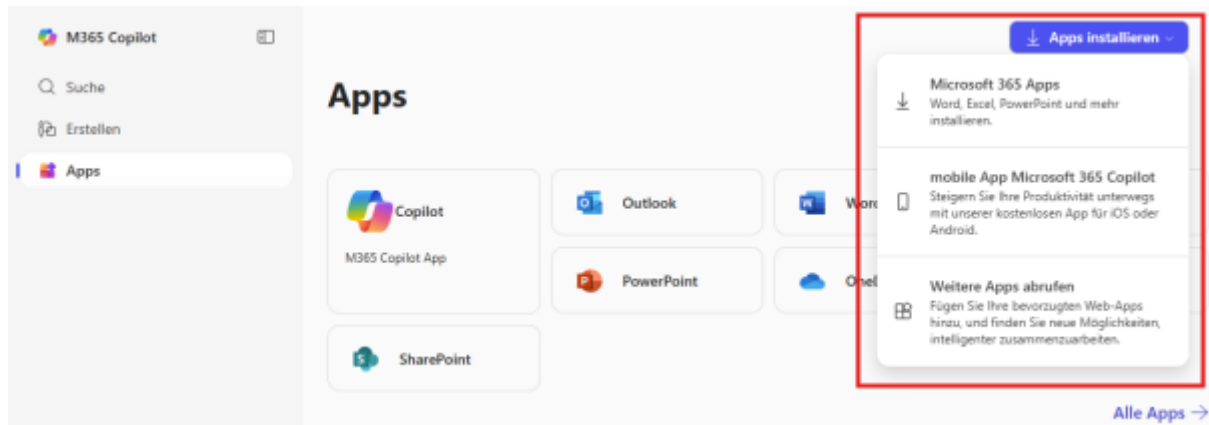 M365 Copilot
Suche
Erstellen
Apps
Apps
Apps installieren
Microsoft 365 Apps
Word, Excel, PowerPoint und mehr
installieren.
mobile App Microsoft 365 Copilot
Steigern Sie Ihre Produktivität unterwegs
mit unserer kostenlosen App für iOS oder
Android.
Weitere Apps abrufen
Fügen Sie Ihre bevorzugten Web-Apps
hinzu, und finden Sie neue Möglichkeiten,
intelligenter zusammenzuarbeiten.
Copilot
M365 Copilot App
Outlook
PowerPoint
SharePoint
Alle Apps